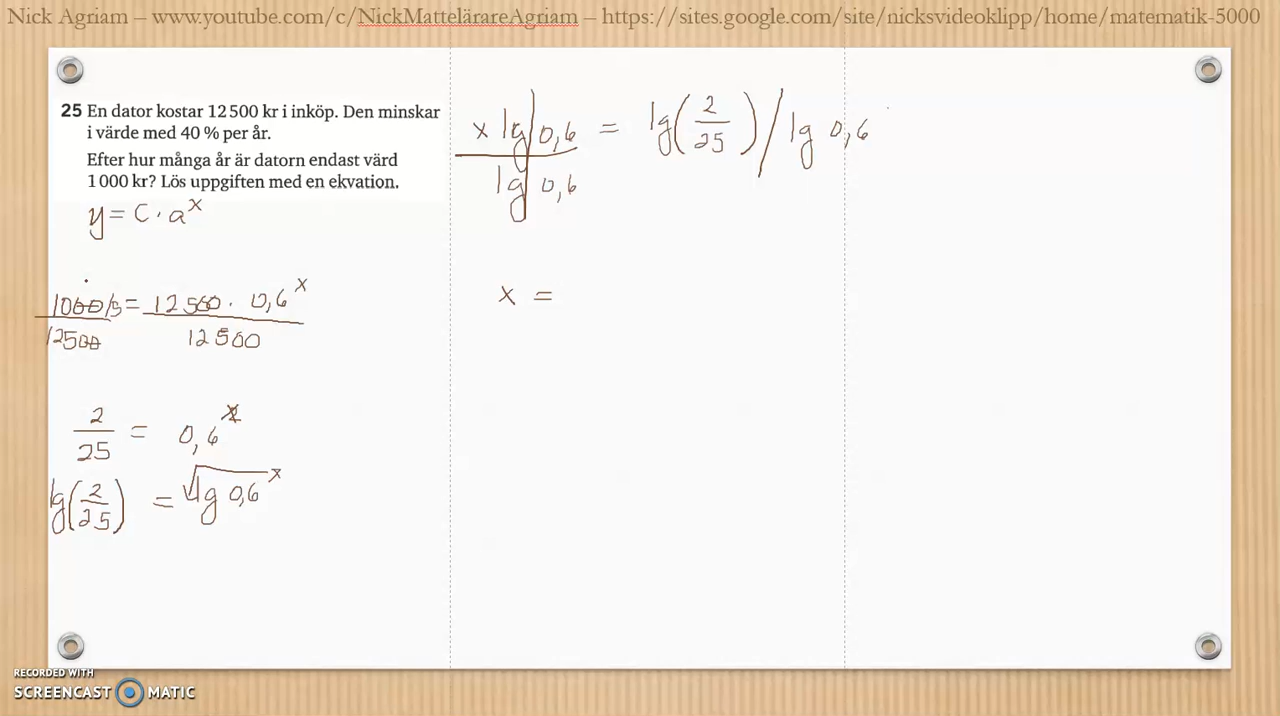 Nick Agriam – www.youtube.com/c/NickMattelärareAgriam – https://sites.google.com/site/nicksvideoklipp/home/matematik-5000
25 En dator kostar 12 500 kr i inköp. Den minskar
i värde med 40 % per år.
Efter hur många år är datorn endast värd
1 000 kr? Lös uppgiften med en ekvation.
y = C · a^x
1000/5 = 12500 · 0,6^x
12500 12500
2/25 = 0,6^x
lg(2/25) = lg 0,6^x
x lg 0,6 = lg(2/25) / lg 0,6
lg 0,6
x =
RECORDED WITH
SCREENCAST MATIC